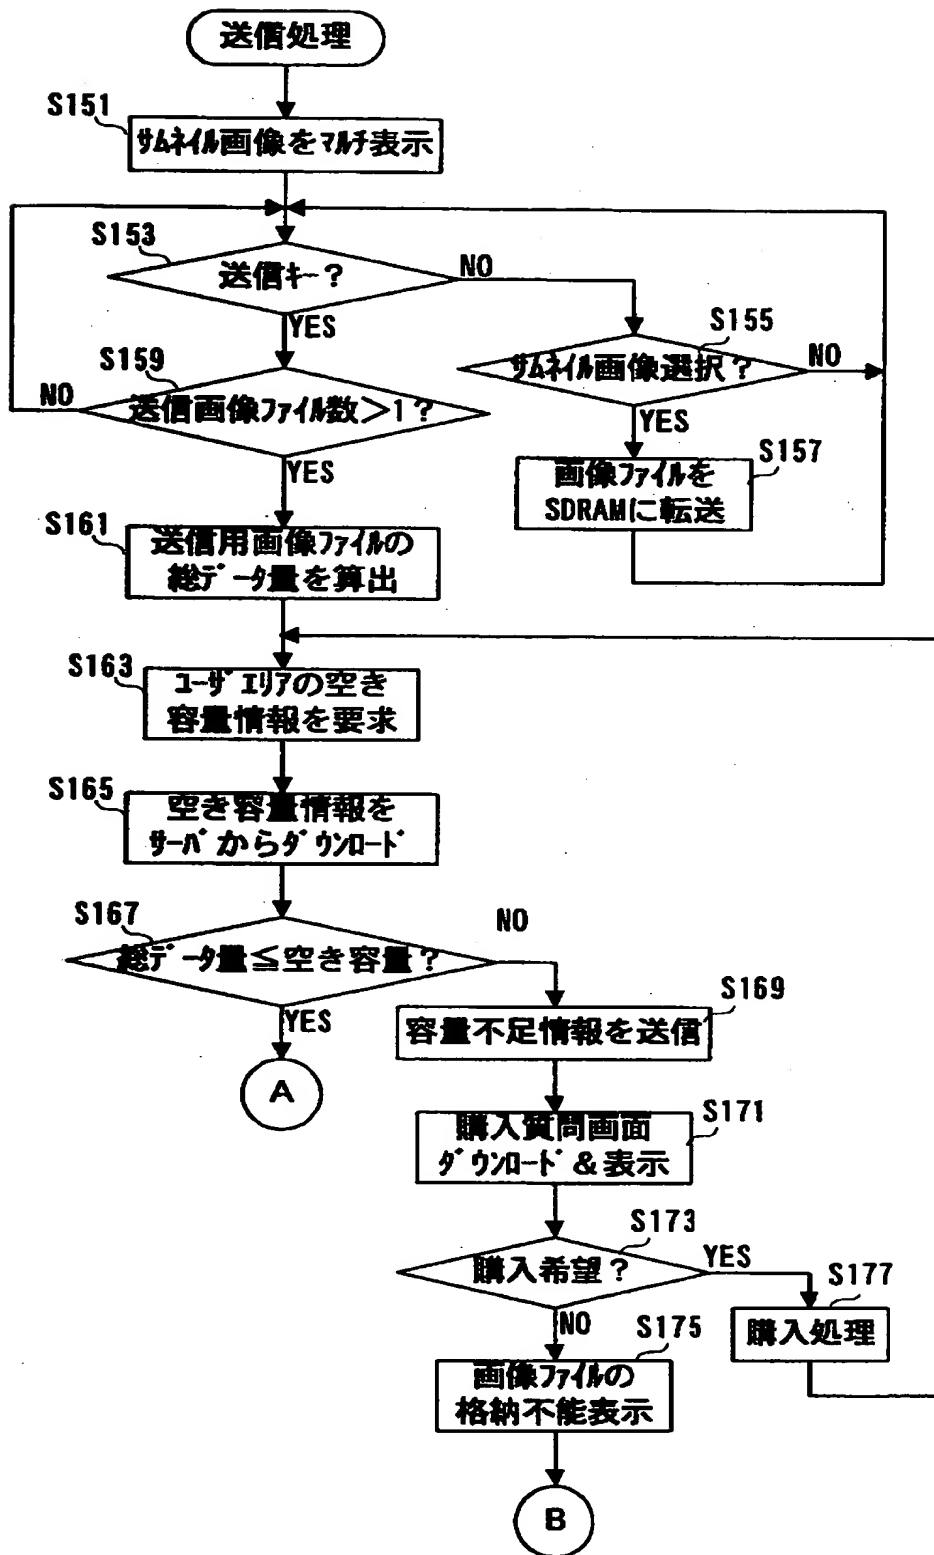 送信処理
S151
サムネイル画像をマルチ表示
S153
送信キー？
NO
YES
S155
サムネイル画像選択？
NO
YES
S159
NO
送信画像ファイル数＞1？
YES
S157
画像ファイルを
SDRAMに転送
S161
送信用画像ファイルの
総データ量を算出
S163
ユーザエリアの空き
容量情報を要求
S165
空き容量情報を
サーバからダウンロード
S167
総データ量≦空き容量？
NO
YES
A
S169
容量不足情報を送信
S171
購入質問画面
ダウンロード＆表示
S173
購入希望？
YES
NO
S177
購入処理
S175
画像ファイルの
格納不能表示
B